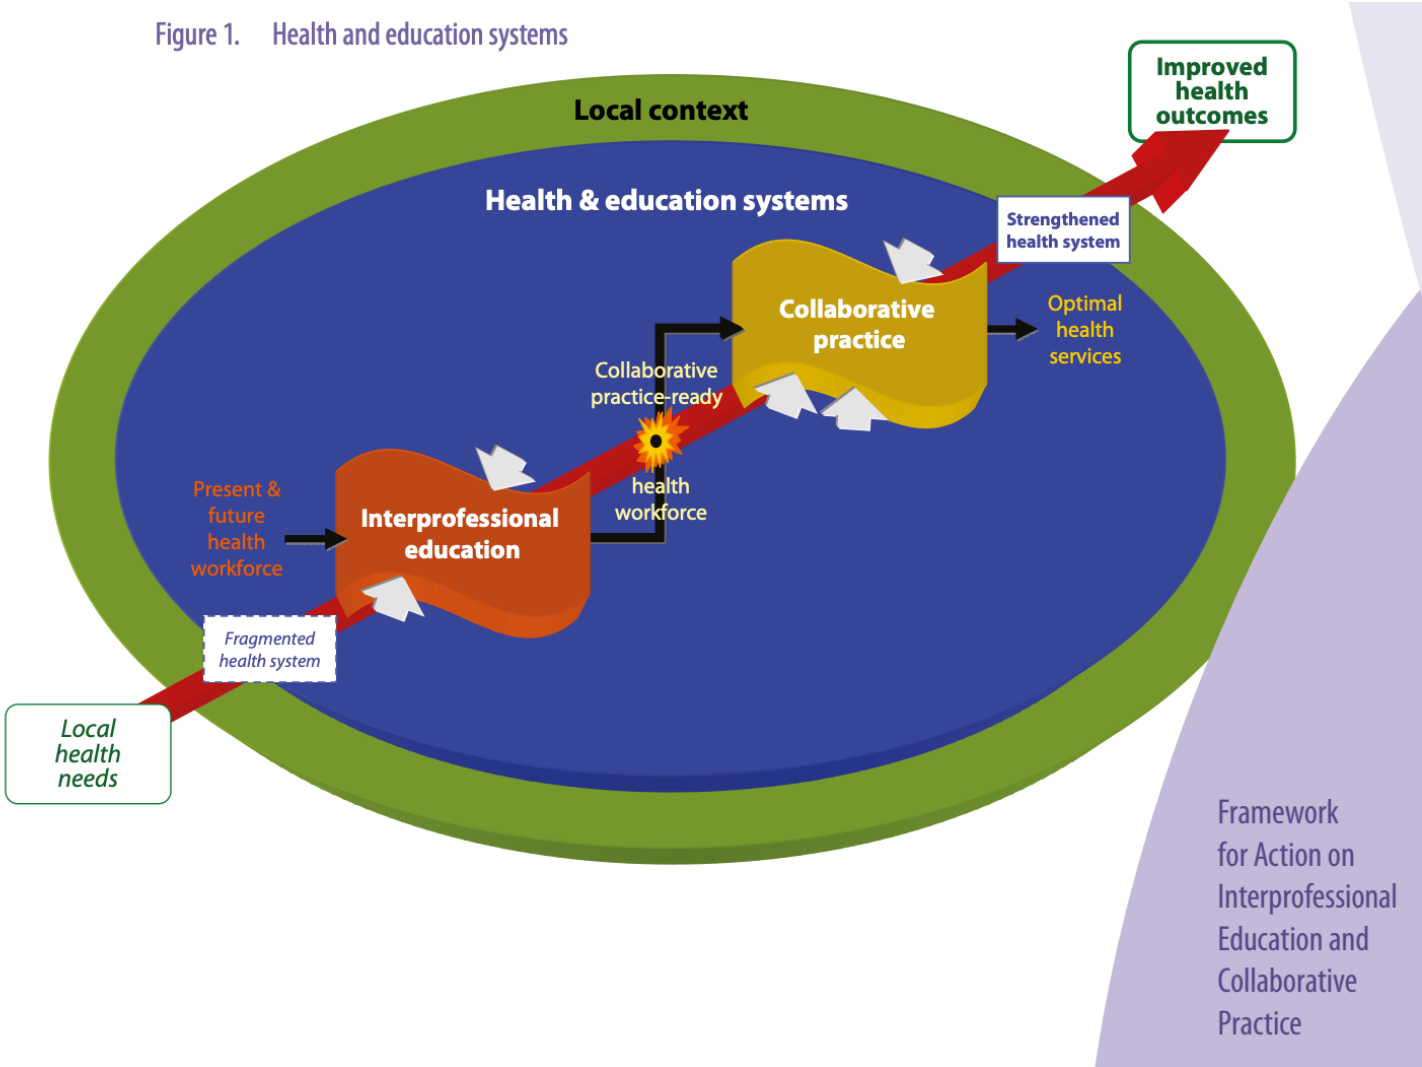 Figure 1. Health and education systems
Improved
health
outcomes
Local context
Health & education systems
Strengthened
health system
Collaborative
practice
Optimal
health
services
Collaborative
practice-ready
health
workforce
Present &
future
health
workforce
Interprofessional
education
Fragmented
health system
Local
health
needs
Framework
for Action on
Interprofessional
Education and
Collaborative
Practice